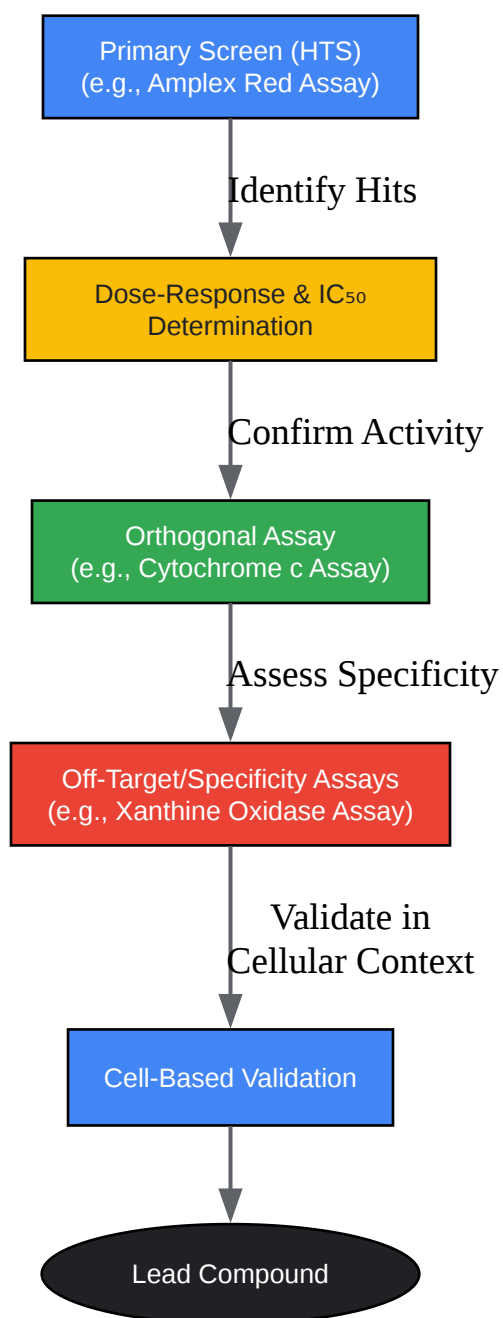 Primary Screen (HTS)
(e.g., Amplex Red Assay)
Identify Hits
Dose-Response & IC₅₀
Determination
Confirm Activity
Orthogonal Assay
(e.g., Cytochrome c Assay)
Assess Specificity
Off-Target/Specificity Assays
(e.g., Xanthine Oxidase Assay)
Validate in
Cellular Context
Cell-Based Validation
Lead Compound